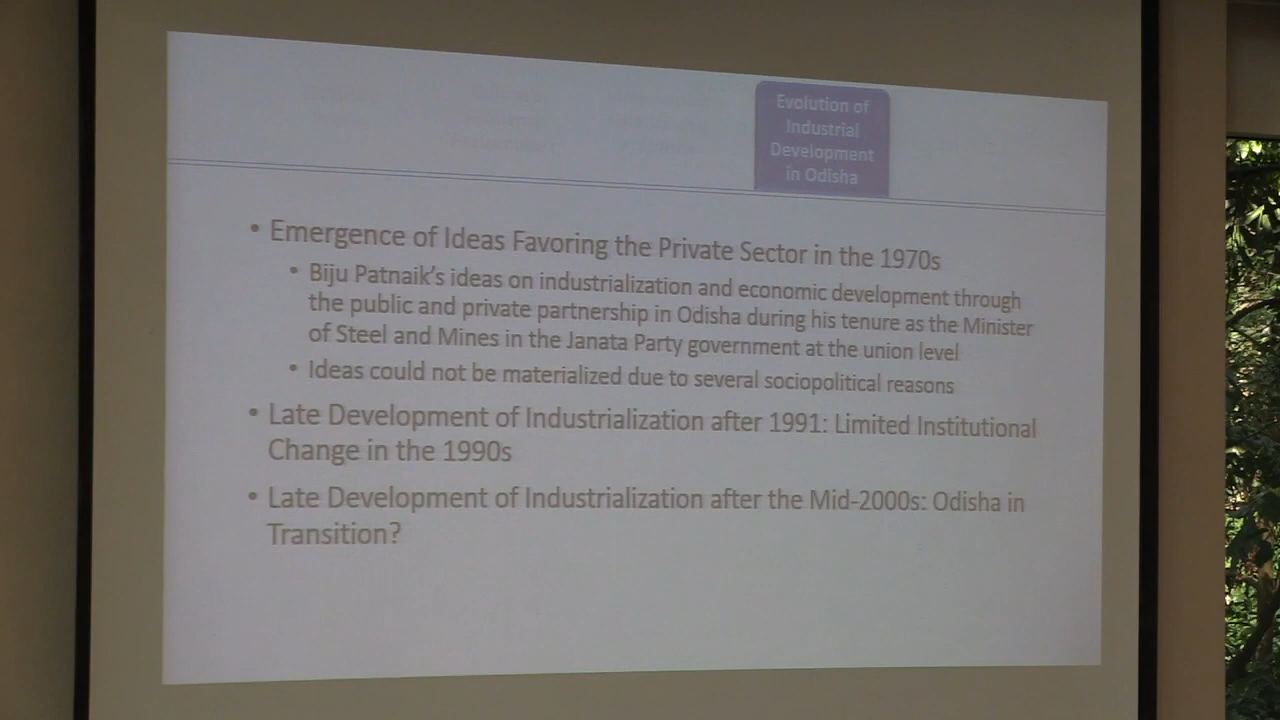 Evolution of
Industrial
Development
in Odisha
• Emergence of Ideas Favoring the Private Sector in the 1970s
• Biju Patnaik's ideas on industrialization and economic development through
the public and private partnership in Odisha during his tenure as the Minister
of Steel and Mines in the Janata Party government at the union level
• Ideas could not be materialized due to several sociopolitical reasons
• Late Development of Industrialization after 1991: Limited Institutional
Change in the 1990s
• Late Development of Industrialization after the Mid-2000s: Odisha in
Transition?